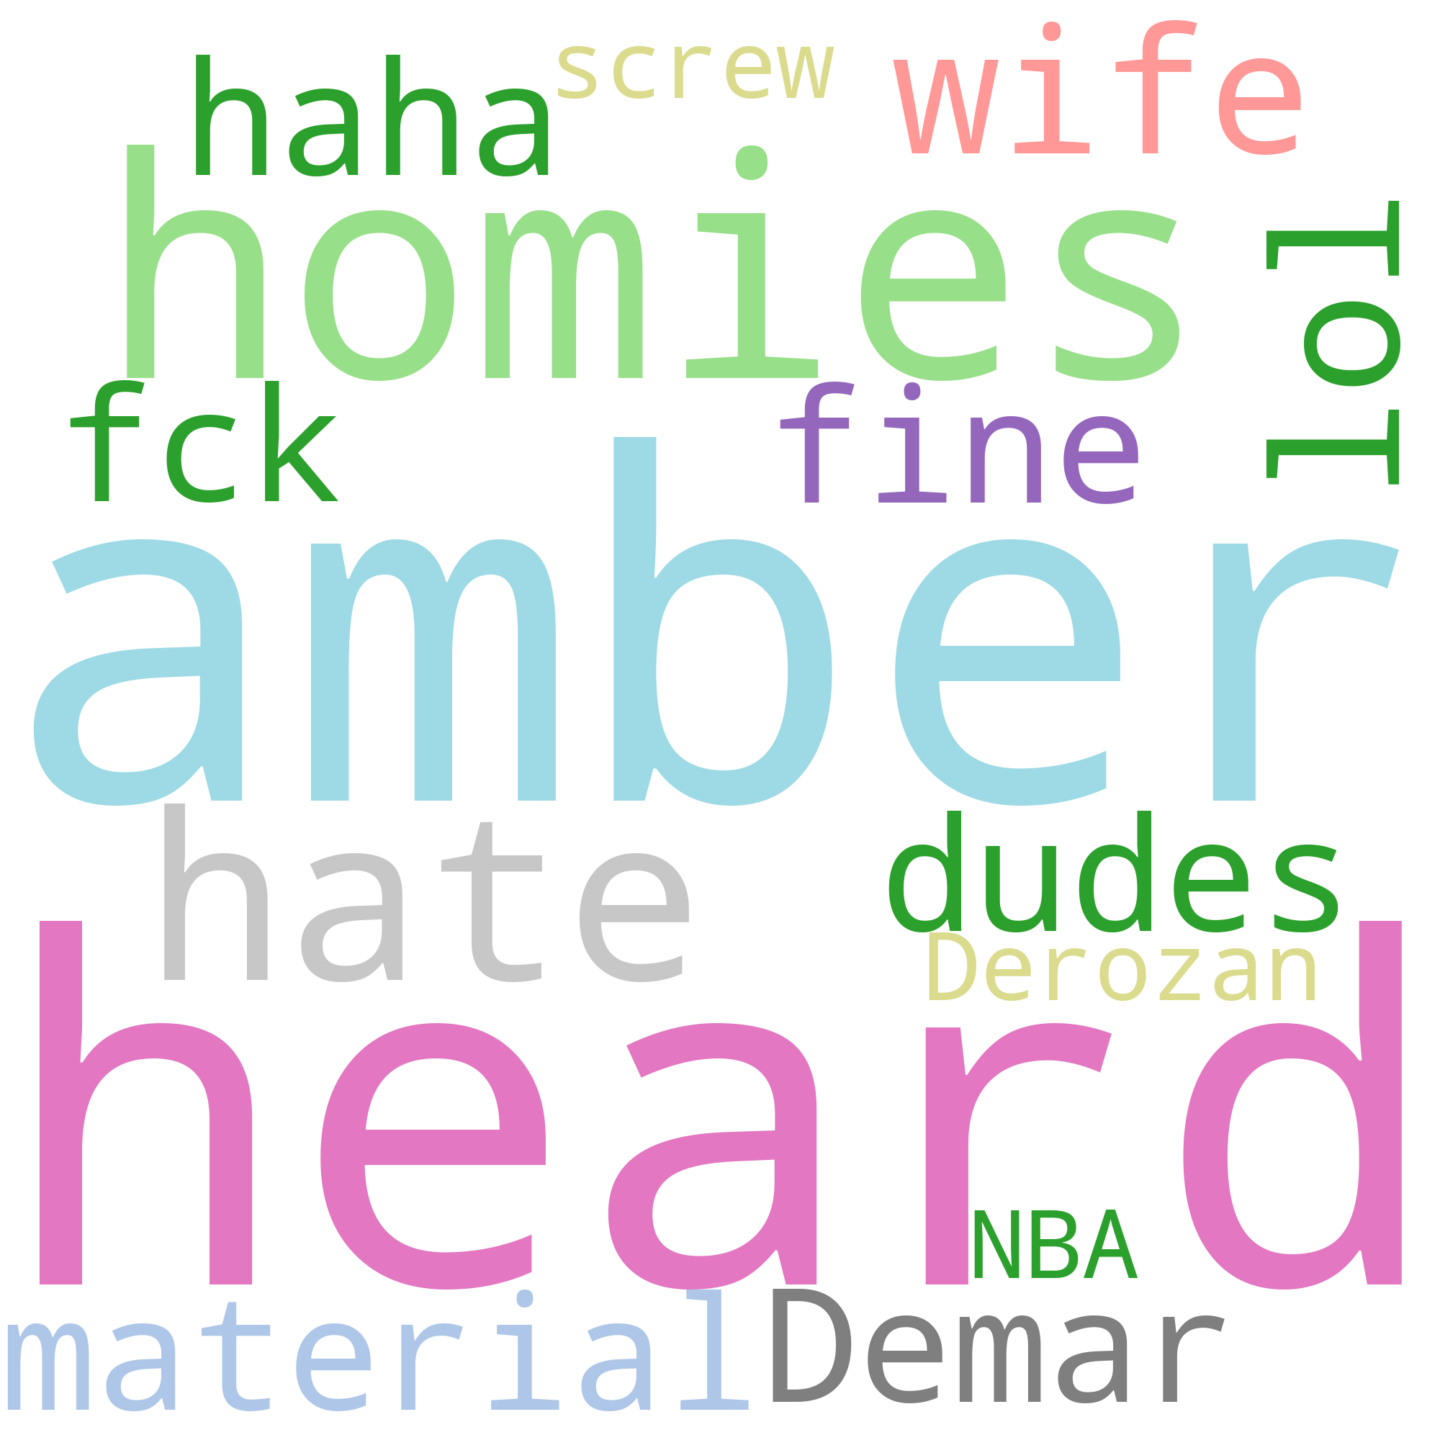 screw
wife
haha
homies
lol
fck
fine
amber
hate
dudes
Derozan
heard
NBA
material
Demar